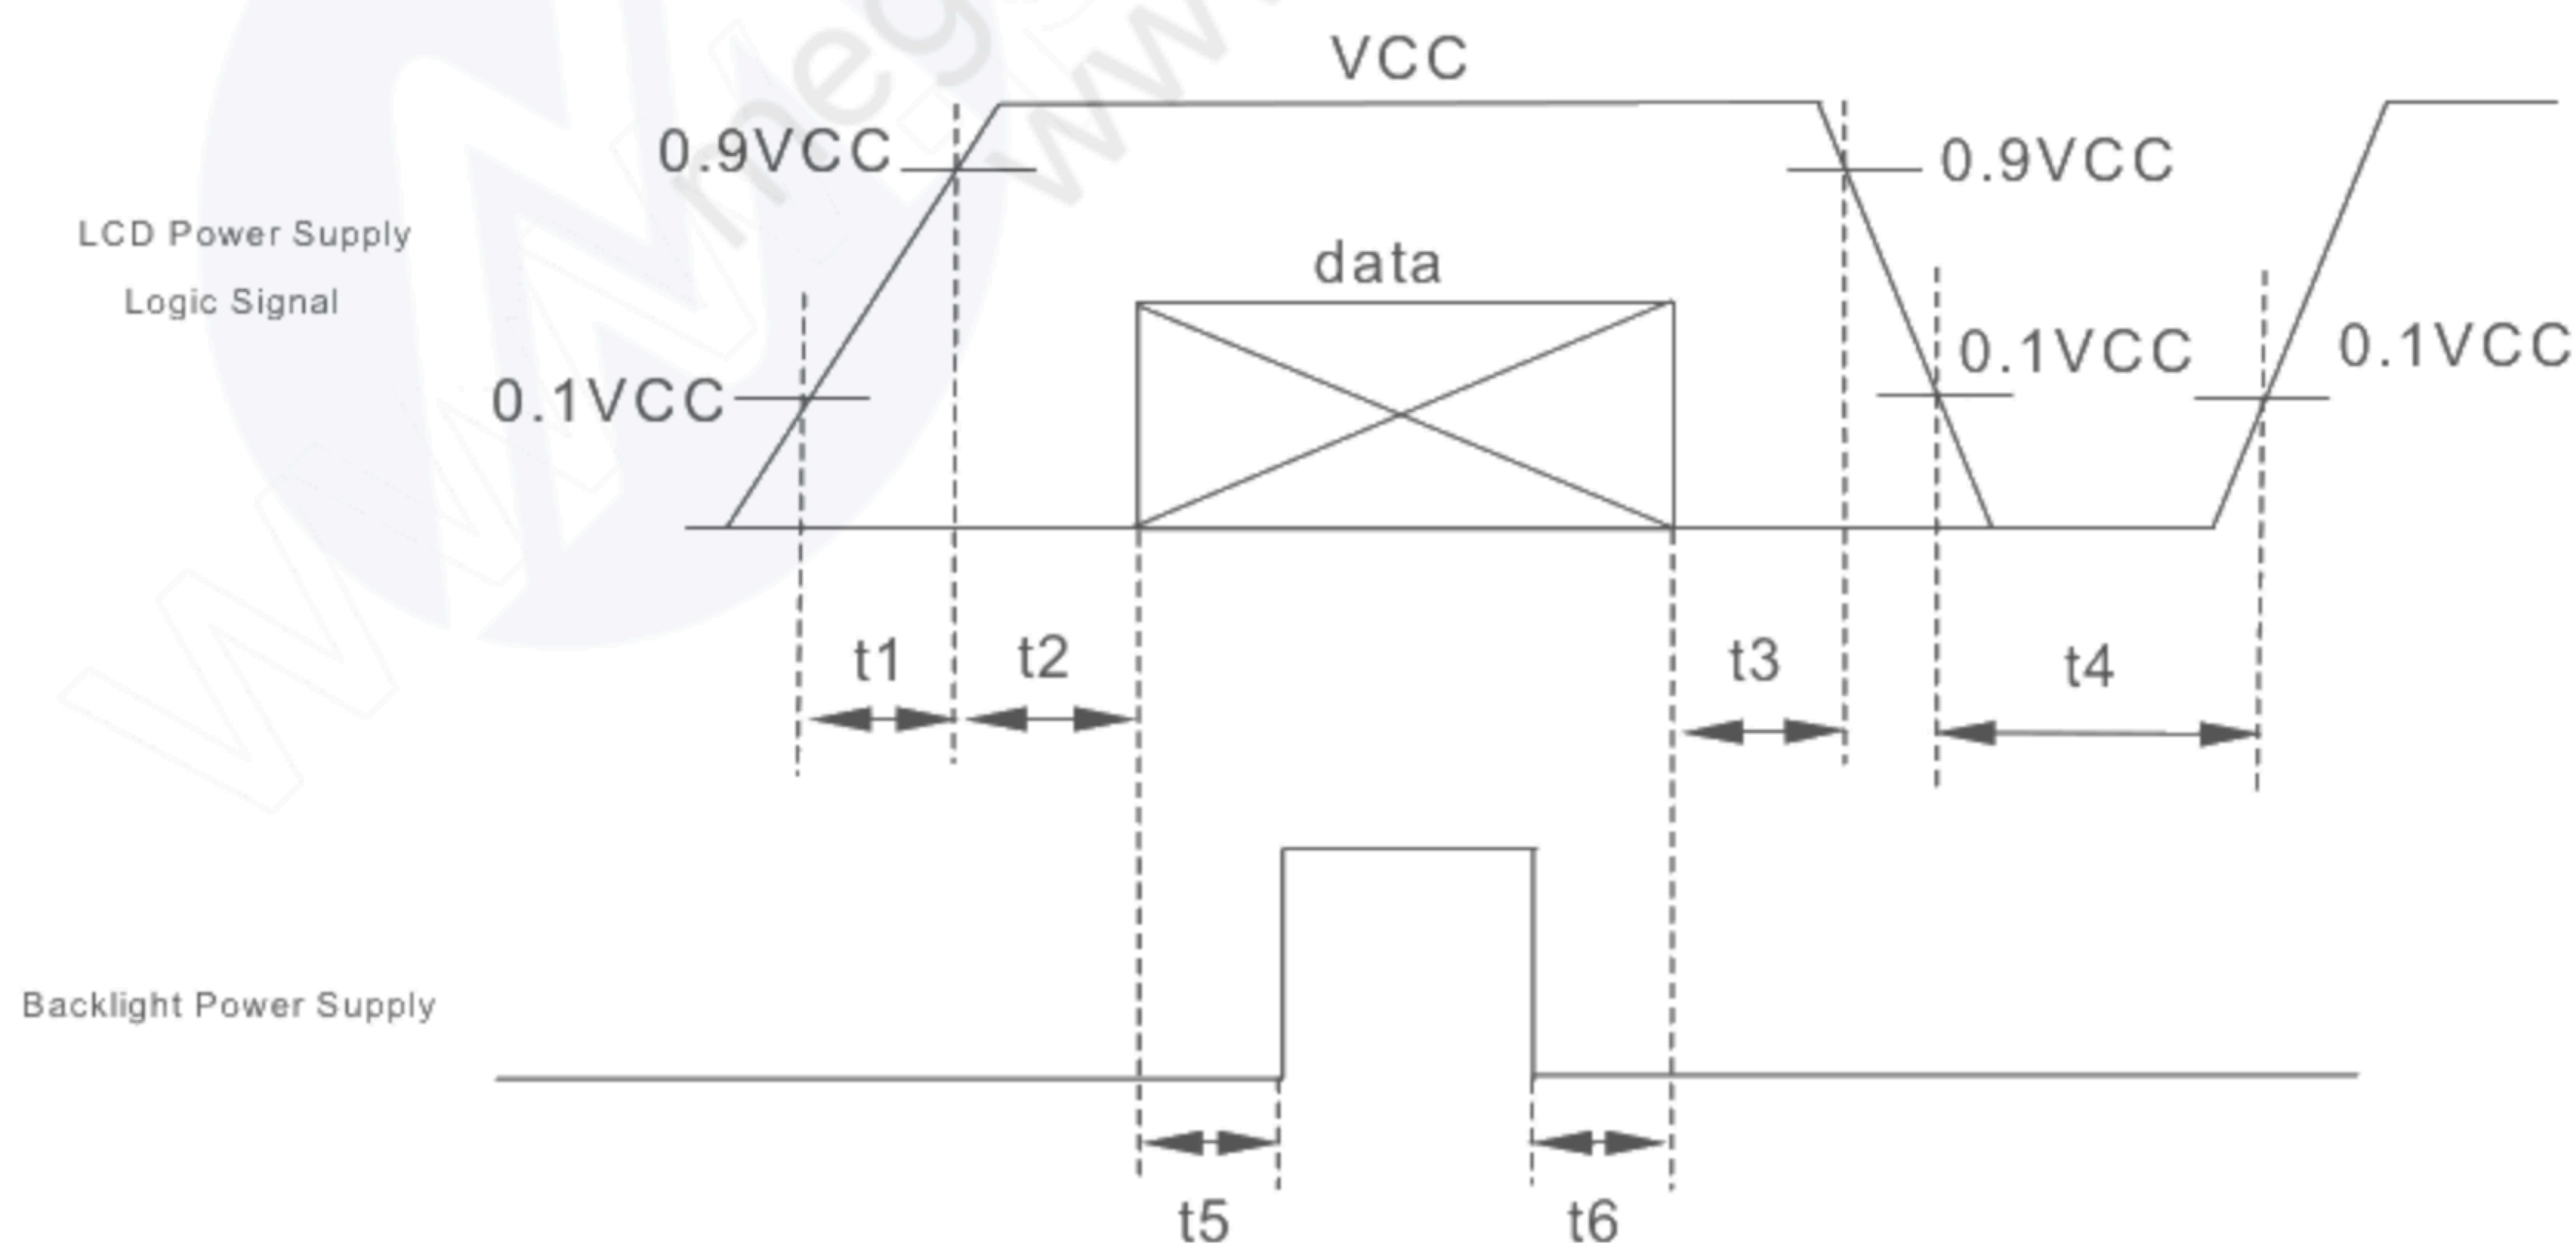 VCC
0.9VCC
0.9VCC
LCD Power Supply
data
Logic Signal
0.1VCC
0.1VCC
0.1VCC
t1
t2
t3
t4
Backlight Power Supply
t5
t6